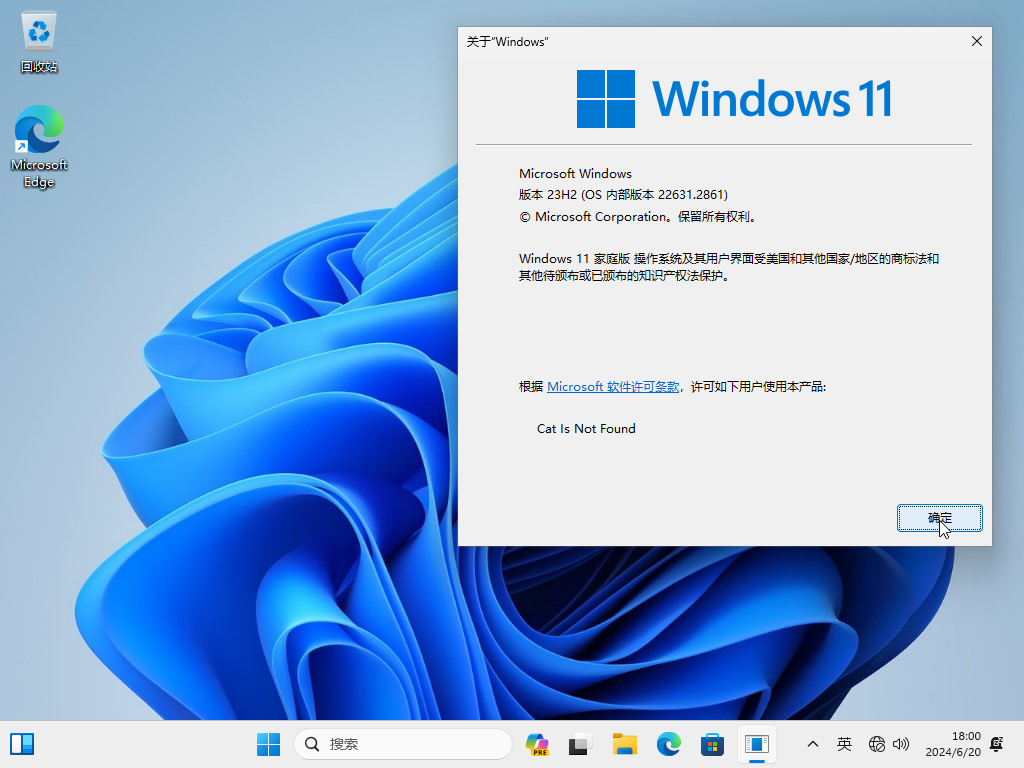 回收站
Microsoft
Edge
关于“Windows”
Windows 11
Microsoft Windows
版本 23H2 (OS 内部版本 22631.2861)
© Microsoft Corporation。保留所有权利。
Windows 11 家庭版 操作系统及其用户界面受美国和其他国家/地区的商标法和
其他待颁布或已颁布的知识产权法保护。
根据 Microsoft 软件许可条款，许可如下用户使用本产品:
Cat Is Not Found
确定
搜索
PRE
英
18:00
2024/6/20